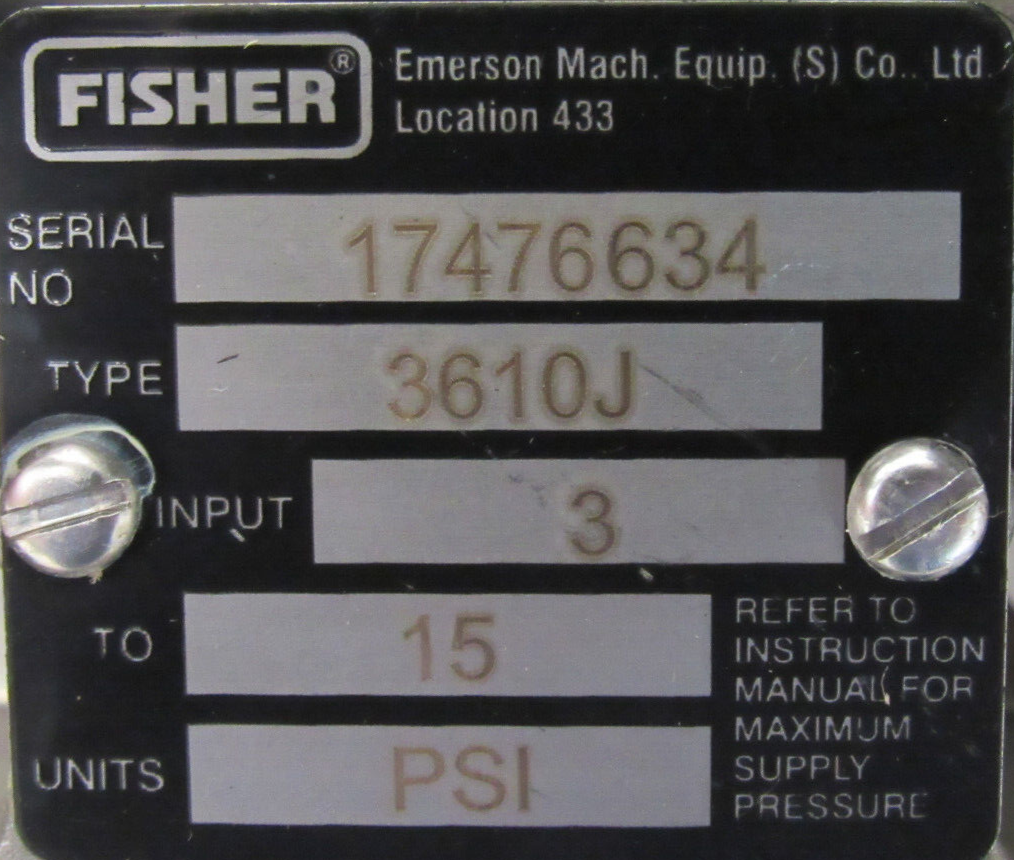 FISHER® Emerson Mach. Equip. (S) Co.. Ltd.
Location 433
SERIAL NO 17476634
TYPE 3610J
INPUT 3
TO 15
UNITS PSI
REFER TO
INSTRUCTION
MANUAL FOR
MAXIMUM
SUPPLY
PRESSURE